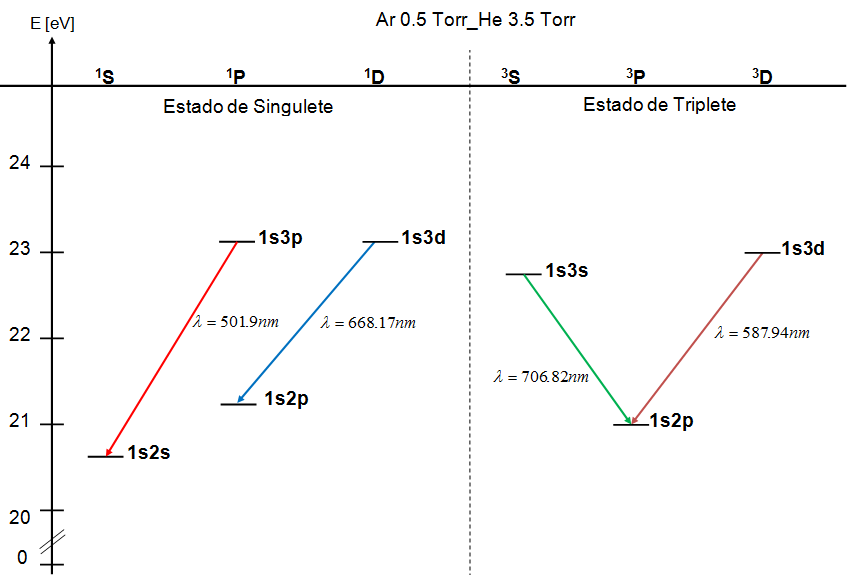 Ar 0.5 Torr_He 3.5 Torr
E [eV]
¹S ¹P ¹D ³S ³P ³D
Estado de Singulete
Estado de Triplete
24
23
22
21
20
0
1s3p
1s3d
1s3s
1s3d
λ = 501.9nm
λ = 668.17nm
λ = 587.94nm
λ = 706.82nm
1s2p
1s2p
1s2s